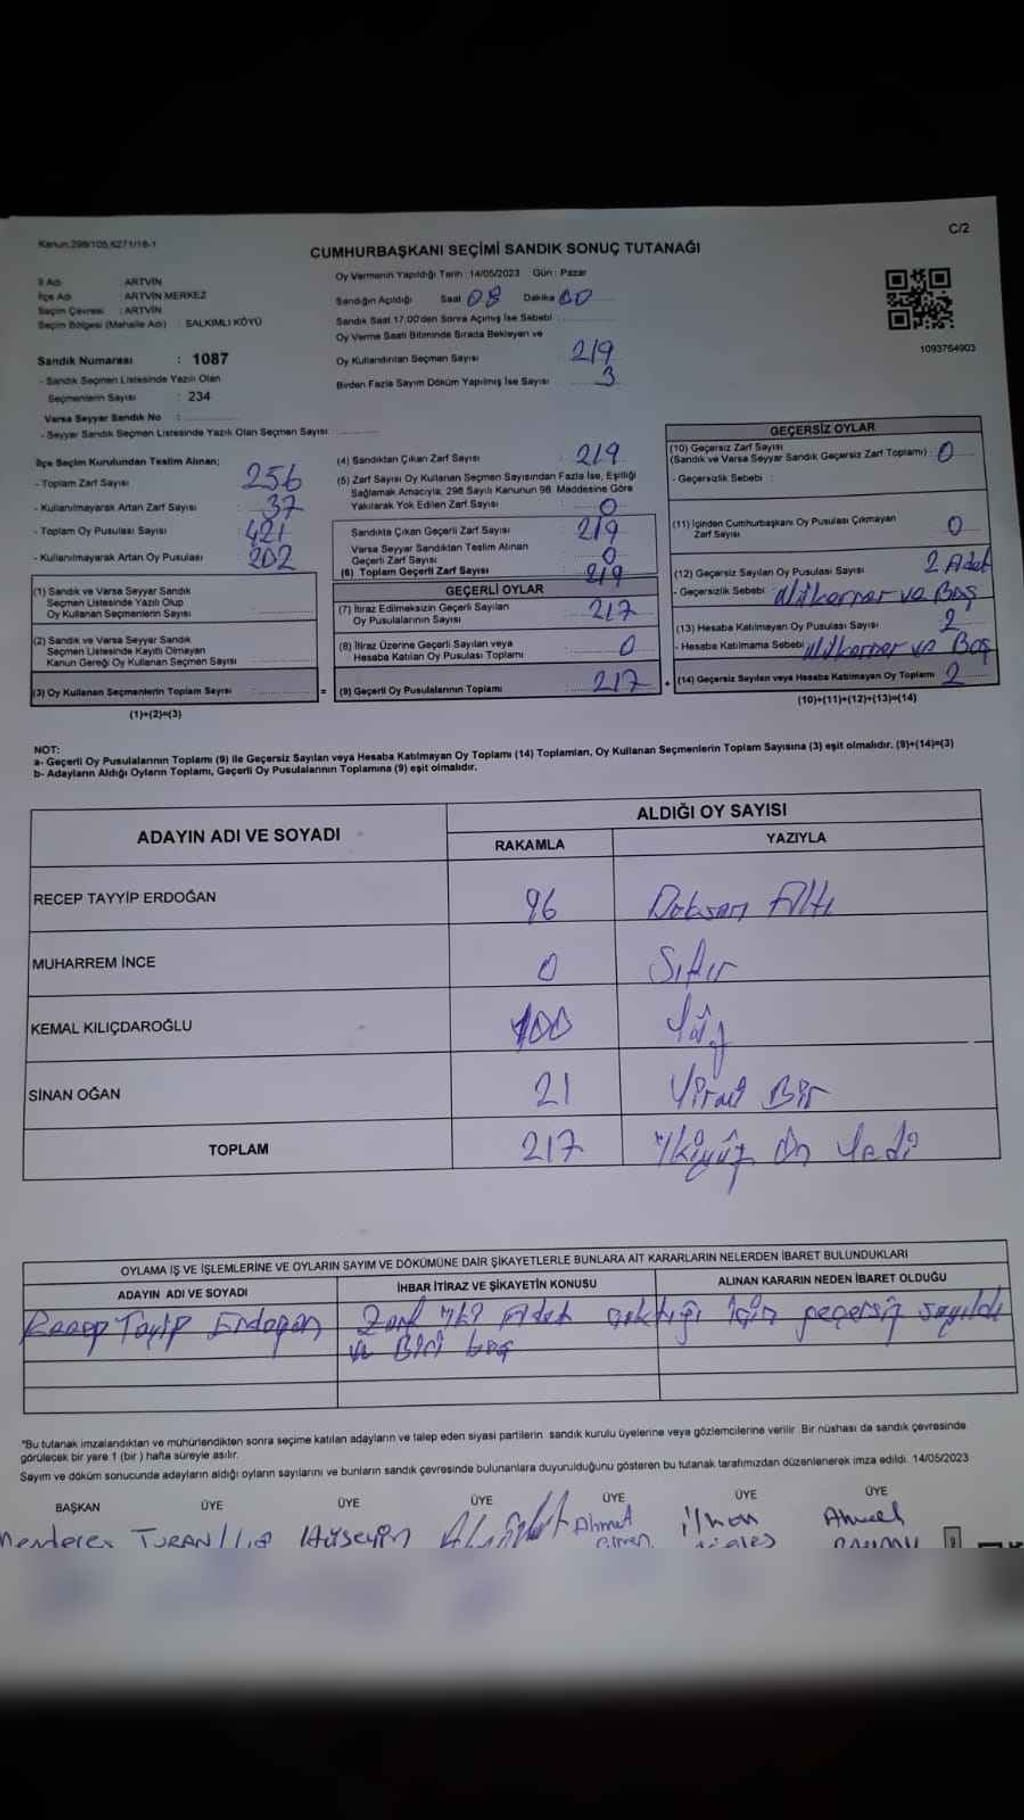 Kanun:298/105,6271/16-1
C/2
CUMHURBAŞKANI SEÇİMİ SANDIK SONUÇ TUTANAĞI
İl Adı : ARTVİN
İlçe Adı : ARTVİN MERKEZ
Seçim Çevresi : ARTVİN
Seçim Bölgesi (Mahalle Adı) : SALKIMLI KÖYÜ
Sandık Numarası : 1087
- Sandık Seçmen Listesinde Yazılı Olan
Seçmenlerin Sayısı : 234
Varsa Seyyar Sandık No :
- Seyyar Sandık Seçmen Listesinde Yazılı Olan Seçmen Sayısı
Oy Vermenin Yapıldığı Tarih : 14/05/2023 Gün : Pazar
Sandığın Açıldığı Saat 08 Dakika 00
Sandık Saat 17:00'den Sonra Açılmış İse Sebebi
Oy Verme Saati Bitiminde Sırada Bekleyen ve
Oy Kullandırılan Seçmen Sayısı 219
Birden Fazla Sayım Döküm Yapılmış İse Sayısı 3
1093764903
İlçe Seçim Kurulundan Teslim Alınan;
- Toplam Zarf Sayısı 256
- Kullanılmayarak Artan Zarf Sayısı 37
- Toplam Oy Pusulası Sayısı 421
- Kullanılmayarak Artan Oy Pusulası 202
(1) Sandık ve Varsa Seyyar Sandık
Seçmen Listesinde Yazılı Olup
Oy Kullanan Seçmenlerin Sayısı
(2) Sandık ve Varsa Seyyar Sandık
Seçmen Listesinde Kayıtlı Olmayan
Kanun Gereği Oy Kullanan Seçmen Sayısı
(3) Oy Kullanan Seçmenlerin Toplam Sayısı
(1)+(2)=(3)
(4) Sandıktan Çıkan Zarf Sayısı 219
(5) Zarf Sayısı Oy Kullanan Seçmen Sayısından Fazla İse, Eşitliği
Sağlamak Amacıyla, 298 Sayılı Kanunun 98. Maddesine Göre
Yakılarak Yok Edilen Zarf Sayısı 0
Sandıkta Çıkan Geçerli Zarf Sayısı 219
Varsa Seyyar Sandıktan Teslim Alınan
Geçerli Zarf Sayısı 0
(6) Toplam Geçerli Zarf Sayısı 219
GEÇERLİ OYLAR
(7) İtiraz Edilmeksizin Geçerli Sayılan
Oy Pusulalarının Sayısı 217
(8) İtiraz Üzerine Geçerli Sayılan veya
Hesaba Katılan Oy Pusulası Toplamı 0
= (9) Geçerli Oy Pusulalarının Toplamı 217 +
GEÇERSİZ OYLAR
(10) Geçersiz Zarf Sayısı
(Sandık ve Varsa Seyyar Sandık Geçersiz Zarf Toplamı) : 0
- Geçersizlik Sebebi :
(11) İçinden Cumhurbaşkanı Oy Pusulası Çıkmayan
Zarf Sayısı 0
(12) Geçersiz Sayılan Oy Pusulası Sayısı 2 Adet
- Geçersizlik Sebebi ve Boş
(13) Hesaba Katılmayan Oy Pusulası Sayısı 2
- Hesaba Katılmama Sebebi ve Boş
(14) Geçersiz Sayılan veya Hesaba Katılmayan Oy Toplamı 2
(10)+(11)+(12)+(13)=(14)
NOT:
a- Geçerli Oy Pusulalarının Toplamı (9) ile Geçersiz Sayılan veya Hesaba Katılmayan Oy Toplamı (14) Toplamları, Oy Kullanan Seçmenlerin Toplam Sayısına (3) eşit olmalıdır. (9)+(14)=(3)
b- Adayların Aldığı Oyların Toplamı, Geçerli Oy Pusulalarının Toplamına (9) eşit olmalıdır.
ADAYIN ADI VE SOYADI
ALDIĞI OY SAYISI
RAKAMLA YAZIYLA
RECEP TAYYİP ERDOĞAN 96 Doksan Altı
MUHARREM İNCE 0 Sıfır
KEMAL KILIÇDAROĞLU 100 Yüz
SİNAN OĞAN 21 Yirmi Bir
TOPLAM 217 İkiyüz On Yedi
OYLAMA İŞ VE İŞLEMLERİNE VE OYLARIN SAYIM VE DÖKÜMÜNE DAİR ŞİKAYETLERLE BUNLARA AİT KARARLARIN NELERDEN İBARET BULUNDUKLARI
ADAYIN ADI VE SOYADI İHBAR İTİRAZ VE ŞİKAYETİN KONUSU ALINAN KARARIN NEDEN İBARET OLDUĞU
Recep Tayip Erdogan Zarf Adet çıktığı için geçersiz sayıldı
ve Biri boş
"Bu tutanak imzalandıktan ve mühürlendikten sonra seçime katılan adayların ve talep eden siyasi partilerin sandık kurulu üyelerine veya gözlemcilerine verilir. Bir nüshası da sandık çevresinde
görülecek bir yere 1 (bir) hafta süreyle asılır.
Sayım ve döküm sonucunda adayların aldığı oyların sayılarını ve bunların sandık çevresinde bulunanlara duyurulduğunu gösteren bu tutanak tarafımızdan düzenlenerek imza edildi. 14/05/2023
BAŞKAN ÜYE ÜYE ÜYE ÜYE ÜYE ÜYE
Menderes TURAN Hüseyin Ahmet ilhan Ahmet